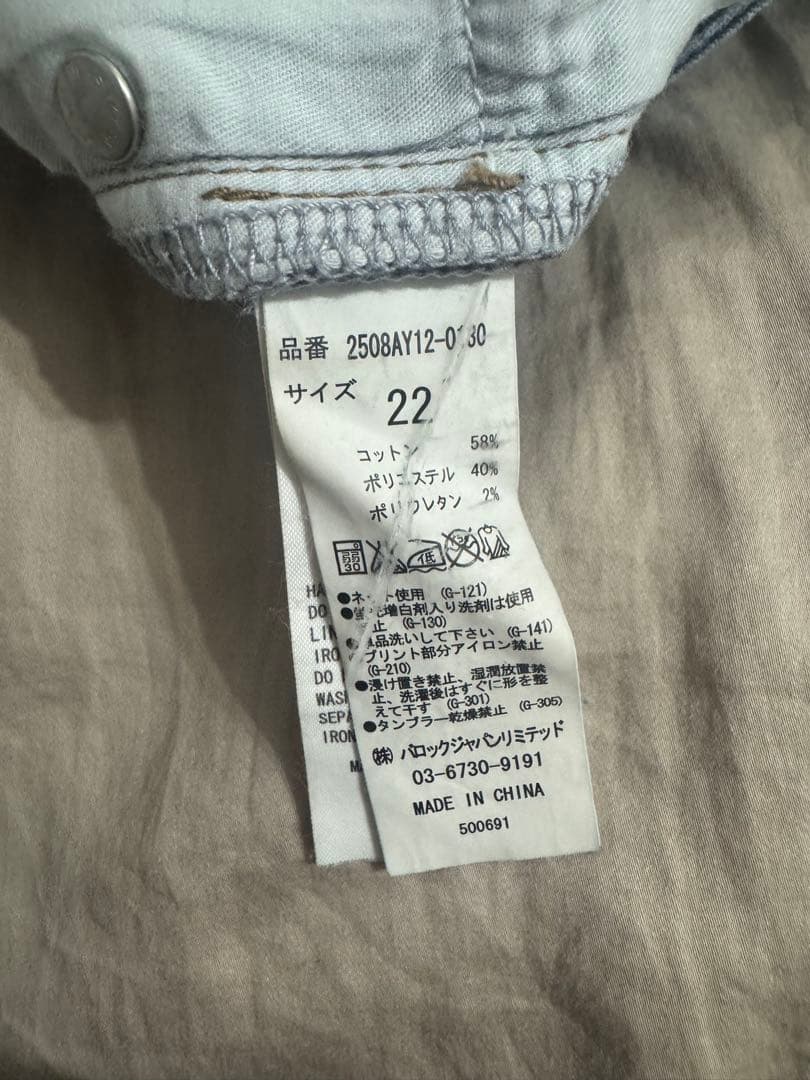 品番 2508AY12-0130
サイズ 22
コットン 58%
ポリエステル 40%
ポリウレタン 2%
30
低
●ネット使用 (G-121)
●蛍光増白剤入り洗剤は使用
禁止 (G-130)
●単品洗いして下さい (G-141)
●プリント部分アイロン禁止
(G-210)
●浸け置き禁止、湿潤放置禁
止、洗濯後はすぐに形を整
えて干す (G-301)
●タンブラー乾燥禁止 (G-305)
㈱ バロックジャパンリミテッド
03-6730-9191
MADE IN CHINA
500691
DO
IRO
DO
WASH
SEPA
IRON